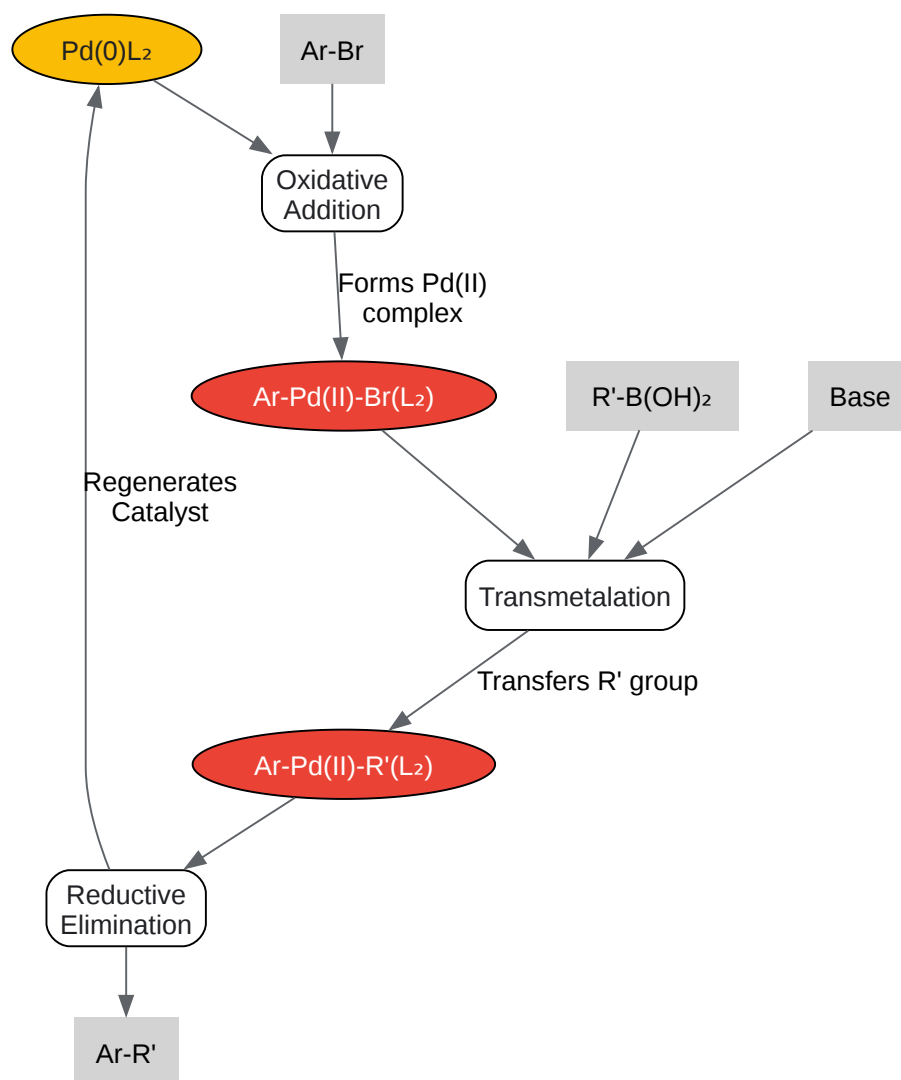 Pd(0)L₂
Ar-Br
Oxidative
Addition
Forms Pd(II)
complex
Ar-Pd(II)-Br(L₂)
R'-B(OH)₂
Base
Regenerates
Catalyst
Transmetalation
Transfers R' group
Ar-Pd(II)-R'(L₂)
Reductive
Elimination
Ar-R'